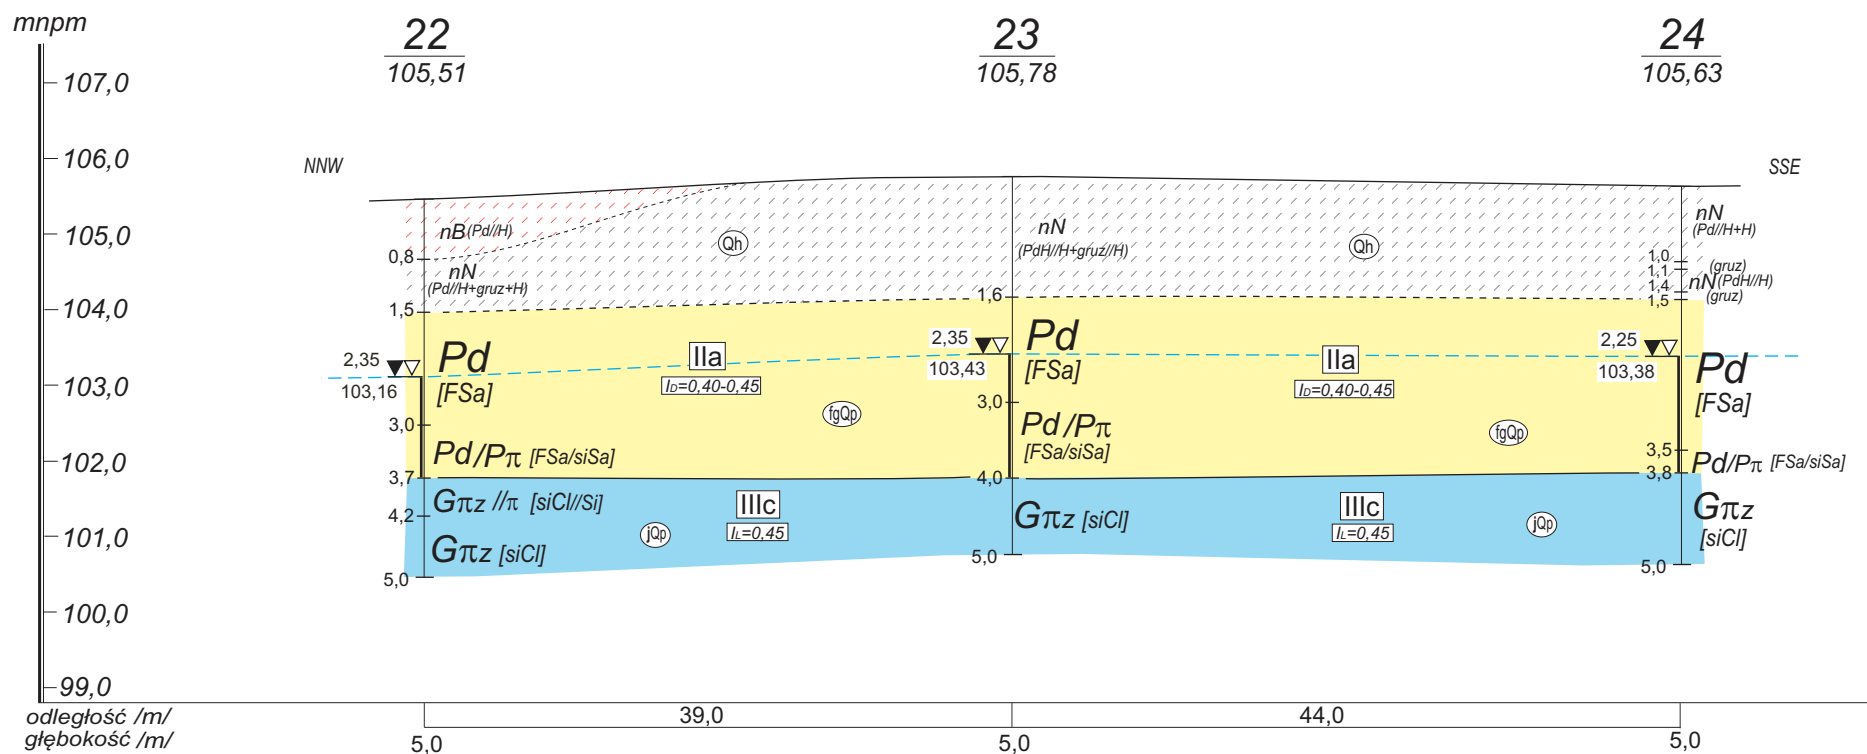 mnpm
22
23
24
105,51
105,78
105,63
107,0
106,0
105,0
104,0
103,0
102,0
101,0
100,0
99,0
NNW
SSE
nB(Pd//H)
0,8
nN
(Pd//H+gruz+H)
1,5
Qh
nN
(PdH//H+gruz//H)
1,6
Qh
nN
(Pd//H+H)
1,0
(gruz)
1,1
nN(PdH//H)
1,4
(gruz)
1,5
2,35
103,16
Pd
[FSa]
IIa
ID=0,40-0,45
fgQp
3,0
Pd/Pπ [FSa/siSa]
3,7
2,35
103,43
Pd
[FSa]
3,0
Pd/Pπ
[FSa/siSa]
4,0
IIa
ID=0,40-0,45
fgQp
2,25
103,38
Pd
[FSa]
3,5
Pd/Pπ [FSa/siSa]
3,8
Gπz //π [siCl//Si]
4,2
Gπz [siCl]
5,0
IIIc
IL=0,45
jQp
Gπz [siCl]
5,0
IIIc
IL=0,45
jQp
Gπz
[siCl]
5,0
odległość /m/
39,0
44,0
głębokość /m/
5,0
5,0
5,0